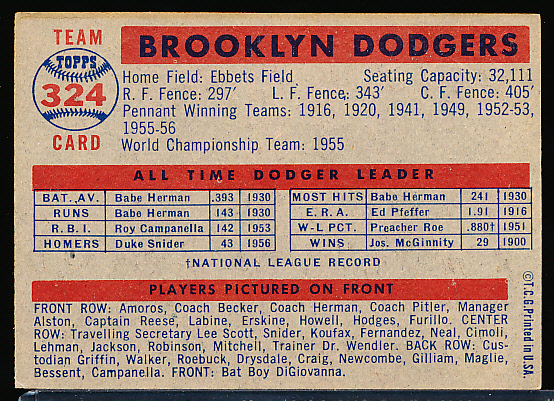 TEAM
TOPPS
324
CARD
BROOKLYN DODGERS
Home Field: Ebbets Field Seating Capacity: 32,111
R. F. Fence: 297′ L. F. Fence: 343′ C. F. Fence: 405′
Pennant Winning Teams: 1916, 1920, 1941, 1949, 1952-53,
1955-56
World Championship Team: 1955
ALL TIME DODGER LEADER
BAT. AV. Babe Herman .393 1930 MOST HITS Babe Herman 241 1930
RUNS Babe Herman 143 1930 E. R. A. Ed Pfeffer 1.91 1916
R. B. I. Roy Campanella 142 1953 W-L PCT. Preacher Roe .880† 1951
HOMERS Duke Snider 43 1956 WINS Jos. McGinnity 29 1900
†NATIONAL LEAGUE RECORD
PLAYERS PICTURED ON FRONT
FRONT ROW: Amoros, Coach Becker, Coach Herman, Coach Pitler, Manager
Alston, Captain Reese, Labine, Erskine, Howell, Hodges, Furillo. CENTER
ROW: Travelling Secretary Lee Scott, Snider, Koufax, Fernandez, Neal, Cimoli,
Lehman, Jackson, Robinson, Mitchell, Trainer Dr. Wendler. BACK ROW: Cus-
todian Griffin, Walker, Roebuck, Drysdale, Craig, Newcombe, Gilliam, Maglie,
Bessent, Campanella. FRONT: Bat Boy DiGiovanna.
©T.C.G. Printed in U.S.A.